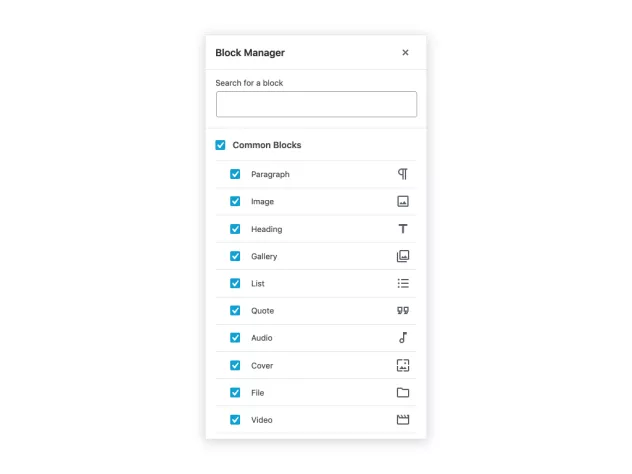 Block Manager
Search for a block
Common Blocks
Paragraph
Image
Heading
Gallery
List
Quote
Audio
Cover
File
Video